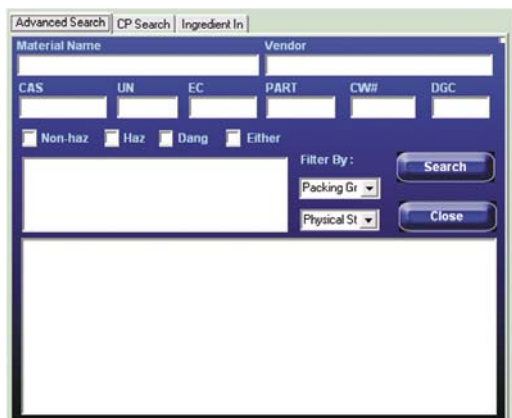 Advanced Search CP Search Ingredient In
Material Name Vendor
CAS UN EC PART CW# DGC
Non-haz Haz Dang Either
Filter By :
Search
Packing Gr
Physical St
Close